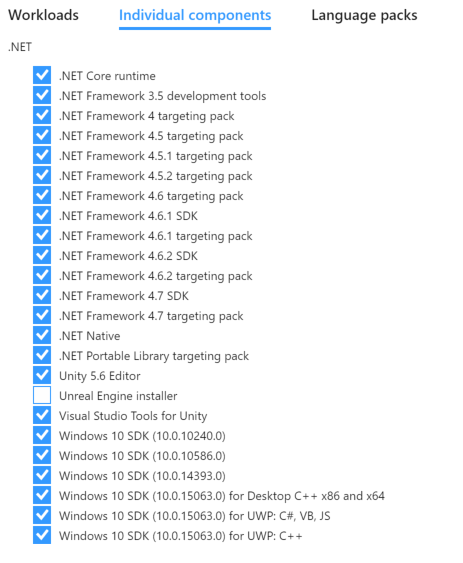 Workloads Individual components Language packs
.NET
.NET Core runtime
.NET Framework 3.5 development tools
.NET Framework 4 targeting pack
.NET Framework 4.5 targeting pack
.NET Framework 4.5.1 targeting pack
.NET Framework 4.5.2 targeting pack
.NET Framework 4.6 targeting pack
.NET Framework 4.6.1 SDK
.NET Framework 4.6.1 targeting pack
.NET Framework 4.6.2 SDK
.NET Framework 4.6.2 targeting pack
.NET Framework 4.7 SDK
.NET Framework 4.7 targeting pack
.NET Native
.NET Portable Library targeting pack
Unity 5.6 Editor
Unreal Engine installer
Visual Studio Tools for Unity
Windows 10 SDK (10.0.10240.0)
Windows 10 SDK (10.0.10586.0)
Windows 10 SDK (10.0.14393.0)
Windows 10 SDK (10.0.15063.0) for Desktop C++ x86 and x64
Windows 10 SDK (10.0.15063.0) for UWP: C#, VB, JS
Windows 10 SDK (10.0.15063.0) for UWP: C++